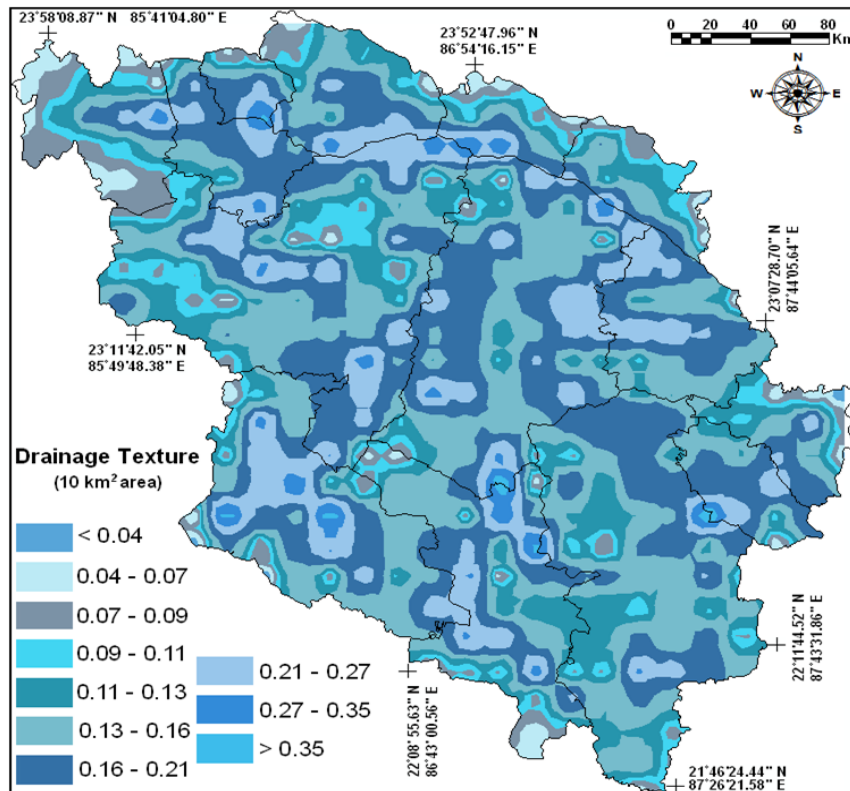 23°58'08.87" N 85°41'04.80" E
23°52'47.96" N
86°54'16.15" E
0 20 40 60 80
Km
N
W E
S
23°07'28.70" N
87°44'05.64" E
23°11'42.05" N
85°49'48.38" E
Drainage Texture
(10 km² area)
< 0.04
0.04 - 0.07
0.07 - 0.09
0.09 - 0.11
0.11 - 0.13
0.13 - 0.16
0.16 - 0.21
0.21 - 0.27
0.27 - 0.35
> 0.35
22°11'44.52" N
87°43'31.86" E
22°08'55.63" N
86°43'00.56" E
21°46'24.44" N
87°26'21.58" E